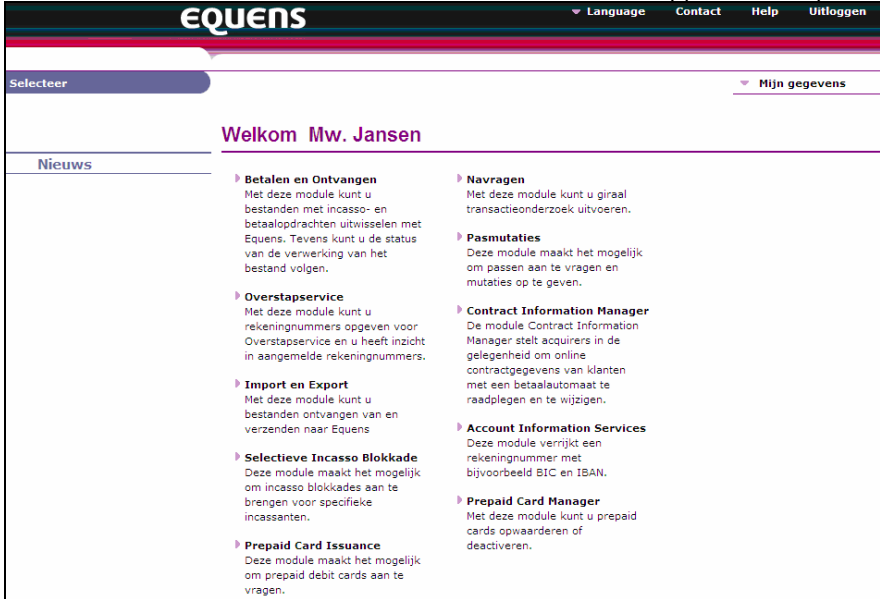 EQUENS
Language Contact Help Uitloggen
Selecteer
Mijn gegevens
Welkom Mw. Jansen
Nieuws
Betalen en Ontvangen
Met deze module kunt u
bestanden met incasso- en
betaalopdrachten uitwisselen met
Equens. Tevens kunt u de status
van de verwerking van het
bestand volgen.
Overstapservice
Met deze module kunt u
rekeningnummers opgeven voor
Overstapservice en u heeft inzicht
in aangemelde rekeningnummers.
Import en Export
Met deze module kunt u
bestanden ontvangen van en
verzenden naar Equens
Selectieve Incasso Blokkade
Deze module maakt het mogelijk
om incasso blokkades aan te
brengen voor specifieke
incassanten.
Prepaid Card Issuance
Deze module maakt het mogelijk
om prepaid debit cards aan te
vragen.
Navragen
Met deze module kunt u giraal
transactieonderzoek uitvoeren.
Pasmutaties
Deze module maakt het mogelijk
om passen aan te vragen en
mutaties op te geven.
Contract Information Manager
De module Contract Information
Manager stelt acquirers in de
gelegenheid om online
contractgegevens van klanten
met een betaalautomaat te
raadplegen en te wijzigen.
Account Information Services
Deze module verrijkt een
rekeningnummer met
bijvoorbeeld BIC en IBAN.
Prepaid Card Manager
Met deze module kunt u prepaid
cards opwaarderen of
deactiveren.